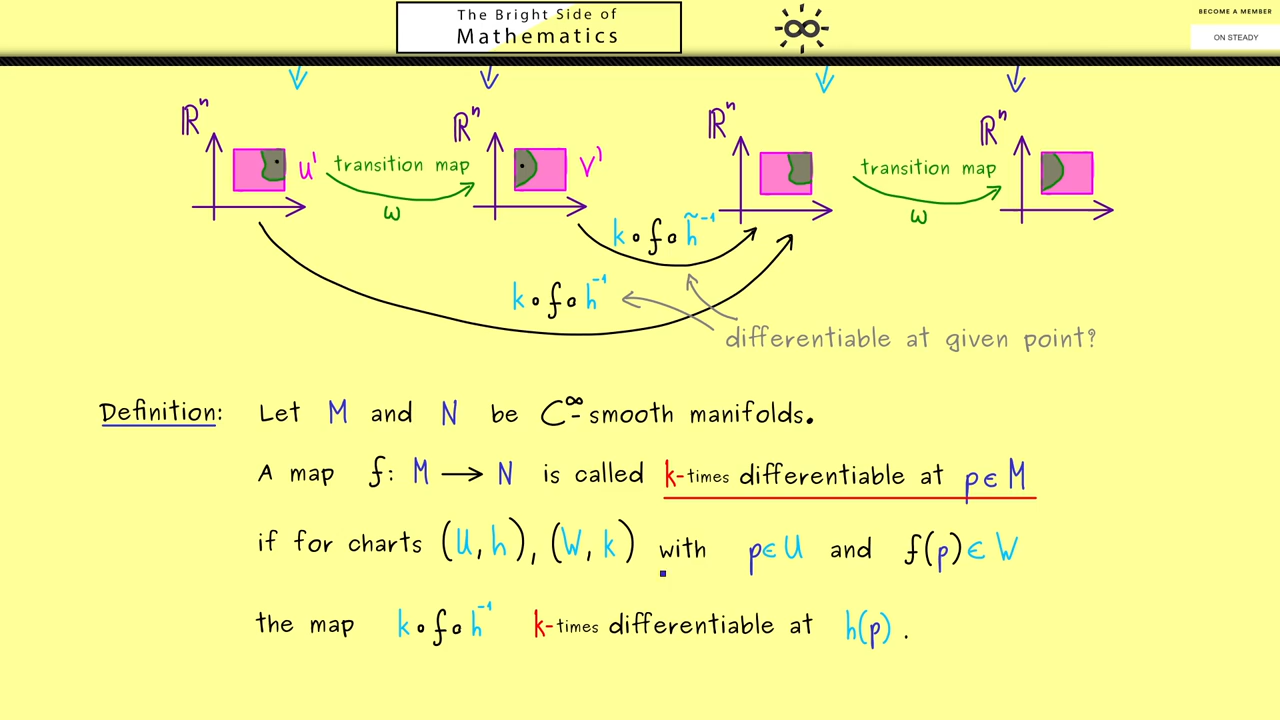 The Bright Side of
Mathematics
BECOME A MEMBER
ON STEADY
ℝⁿ ℝⁿ ℝⁿ ℝⁿ
U' transition map V' transition map
ω ω
k∘f∘h̃⁻¹
k∘f∘h⁻¹
differentiable at given point?
Definition: Let M and N be C^∞-smooth manifolds.
A map f: M → N is called k-times differentiable at p∈M
if for charts (U, h), (W, k) with p∈U and f(p)∈W
the map k∘f∘h⁻¹ k-times differentiable at h(p).